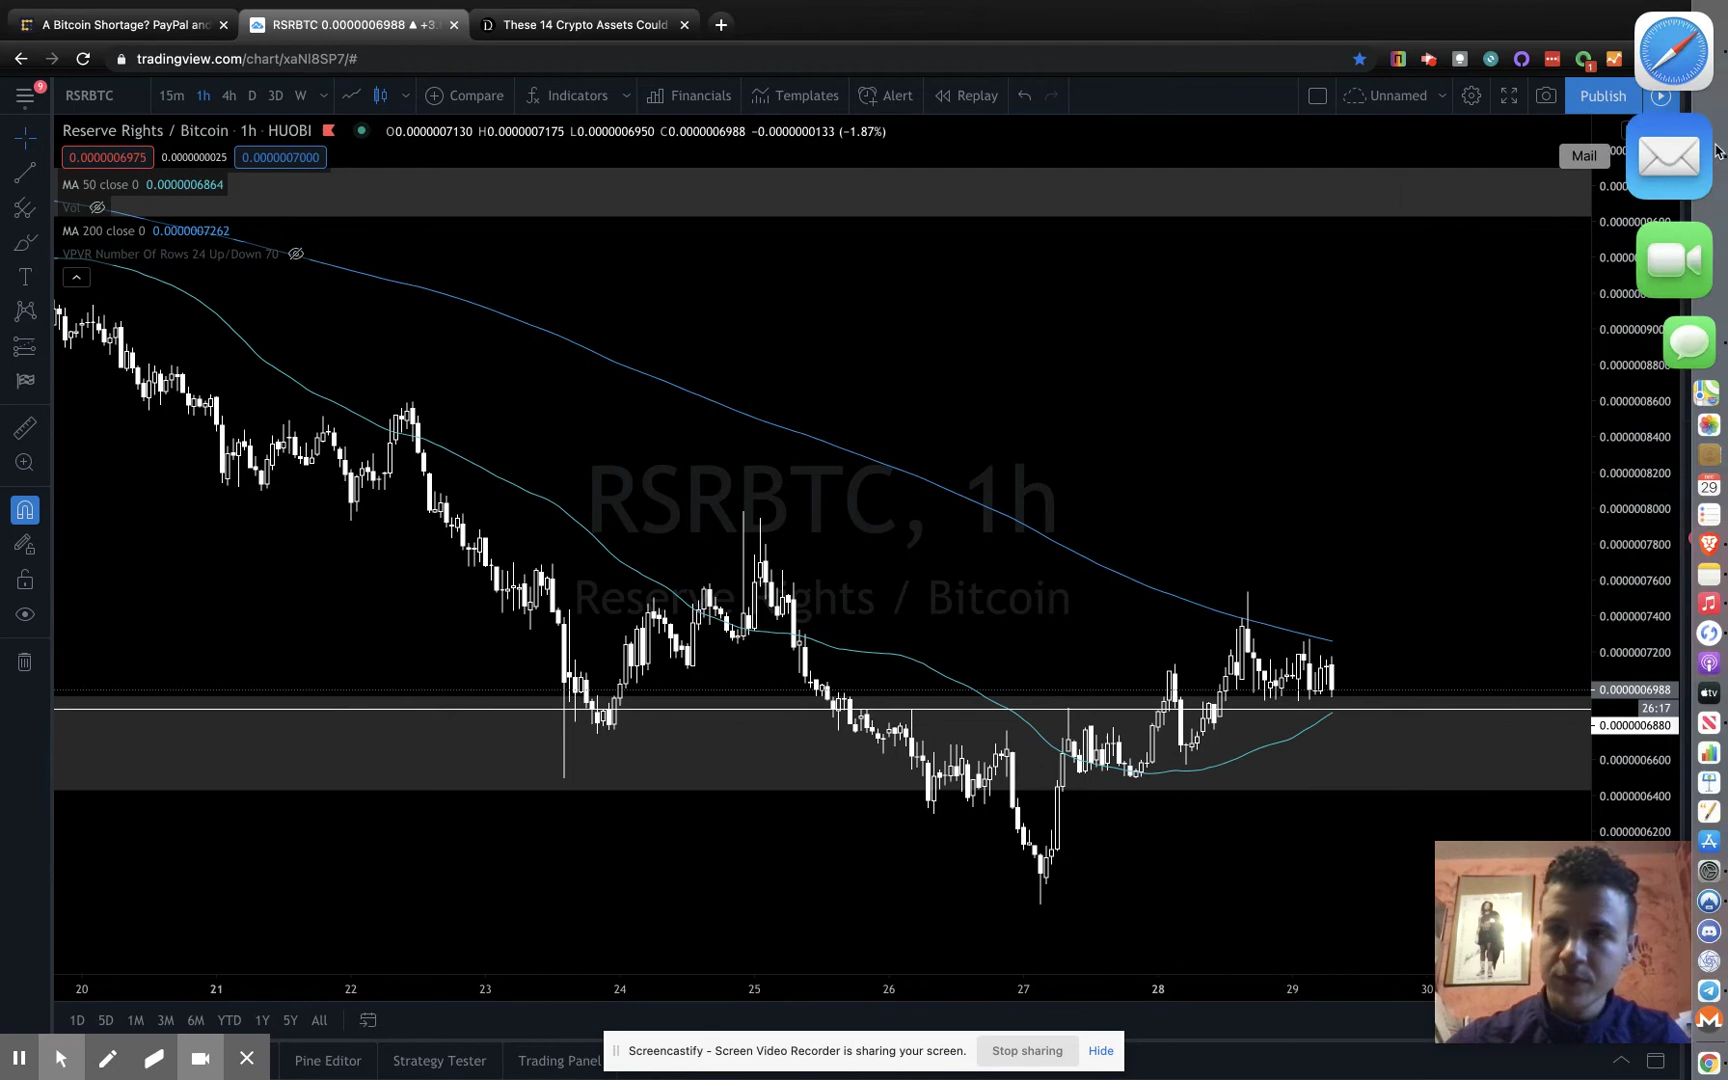 A Bitcoin Shortage? PayPal and
RSRBTC 0.0000006988 ▲ +3.
These 14 Crypto Assets Could
tradingview.com/chart/xaNl8SP7/#
9
RSRBTC 15m 1h 4h D 3D W Compare Indicators Financials Templates Alert Replay Unnamed Publish
Reserve Rights / Bitcoin · 1h · HUOBI O0.0000007130 H0.0000007175 L0.0000006950 C0.0000006988 −0.0000000133 (−1.87%)
0.0000006975 0.0000000025 0.0000007000
Mail
MA 50 close 0 0.0000006864
Vol
MA 200 close 0 0.0000007262
VPVR Number Of Rows 24 Up/Down 70
0.0000008600
0.0000008400
0.0000008200
0.0000008000
0.0000007800
0.0000007600
0.0000007400
0.0000007200
0.0000006988
26:17
0.0000006880
0.0000006600
0.0000006400
0.0000006200
RSRBTC, 1h
Reserve Rights / Bitcoin
29
20 21 22 23 24 25 26 27 28 29 30
1D 5D 1M 3M 6M YTD 1Y 5Y All
Screencastify - Screen Video Recorder is sharing your screen. Stop sharing Hide
Pine Editor Strategy Tester Trading Panel